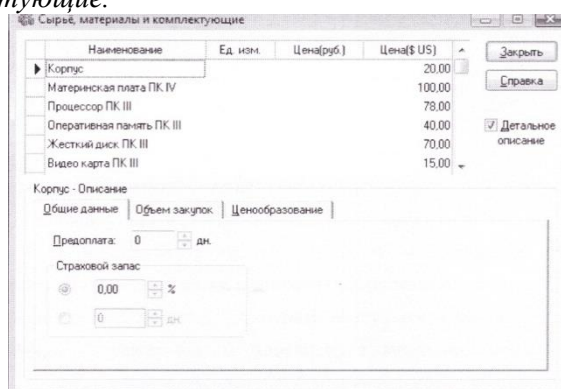 тующие.
Сырьё, материалы и комплектующие
Наименование Ед. изм. Цена(руб.) Цена($ US)
Корпус 20,00
Материнская плата ПК IV 100,00
Процессор ПК III 78,00
Оперативная память ПК III 40,00
Жесткий диск ПК III 70,00
Видео карта ПК III 15,00
Закрыть
Справка
Детальное
описание
Корпус - Описание
Общие данные Объем закупок Ценообразование
Предоплата: 0 дн.
Страховой запас
0,00 %
0 дн.